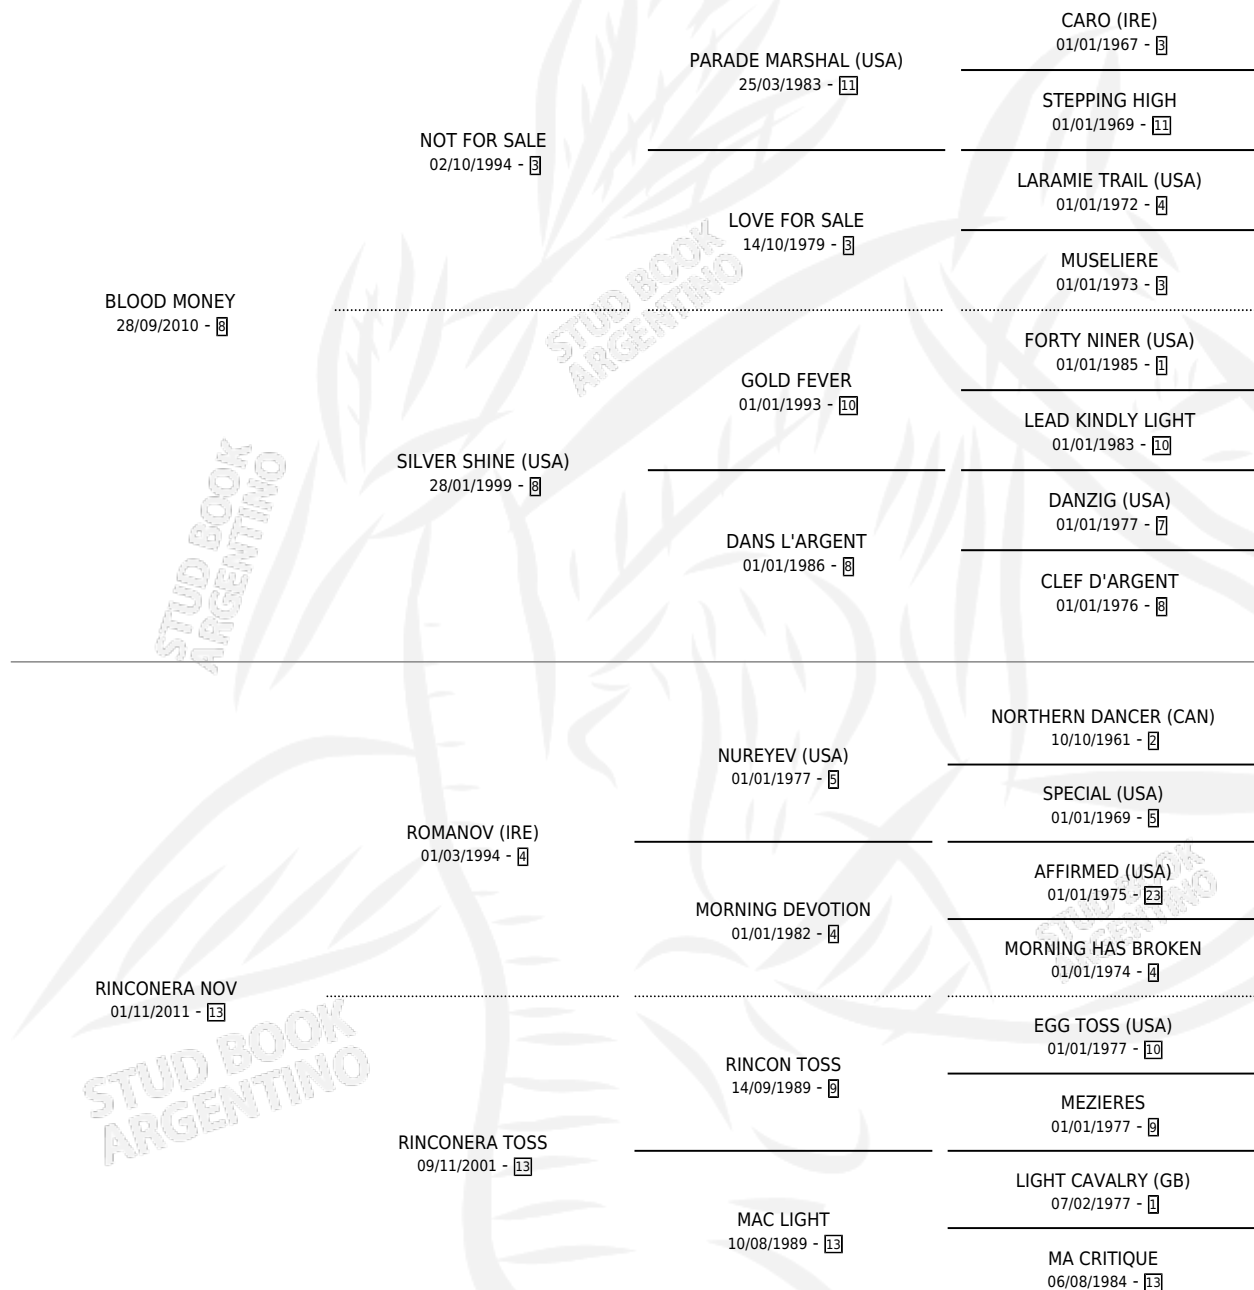 CARO (IRE)
01/01/1967 - 3
PARADE MARSHAL (USA)
25/03/1983 - 11
STEPPING HIGH
01/01/1969 - 11
NOT FOR SALE
02/10/1994 - 3
LARAMIE TRAIL (USA)
01/01/1972 - 4
LOVE FOR SALE
14/10/1979 - 3
MUSELIERE
01/01/1973 - 3
BLOOD MONEY
28/09/2010 - 8
FORTY NINER (USA)
01/01/1985 - 1
GOLD FEVER
01/01/1993 - 10
LEAD KINDLY LIGHT
01/01/1983 - 10
SILVER SHINE (USA)
28/01/1999 - 8
DANZIG (USA)
01/01/1977 - 7
DANS L'ARGENT
01/01/1986 - 8
CLEF D'ARGENT
01/01/1976 - 8
NORTHERN DANCER (CAN)
10/10/1961 - 2
NUREYEV (USA)
01/01/1977 - 5
SPECIAL (USA)
01/01/1969 - 5
ROMANOV (IRE)
01/03/1994 - 4
AFFIRMED (USA)
01/01/1975 - 23
MORNING DEVOTION
01/01/1982 - 4
MORNING HAS BROKEN
01/01/1974 - 4
RINCONERA NOV
01/11/2011 - 13
EGG TOSS (USA)
01/01/1977 - 10
RINCON TOSS
14/09/1989 - 9
MEZIERES
01/01/1977 - 9
RINCONERA TOSS
09/11/2001 - 13
LIGHT CAVALRY (GB)
07/02/1977 - 1
MAC LIGHT
10/08/1989 - 13
MA CRITIQUE
06/08/1984 - 13
STUD BOOK
ARGENTINO
STUD BOOK
ARGENTINO
STUD BOOK
ARGENTINO
STUD BOOK
ARGENTINO